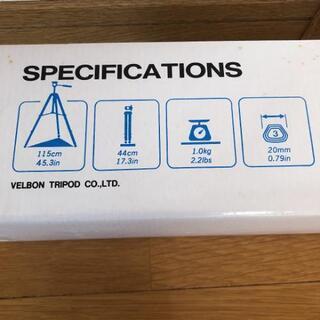 SPECIFICATIONS
115cm
45.3in
44cm
17.3in
1.0kg
2.2lbs
3
20mm
0.79in
VELBON TRIPOD CO.,LTD.